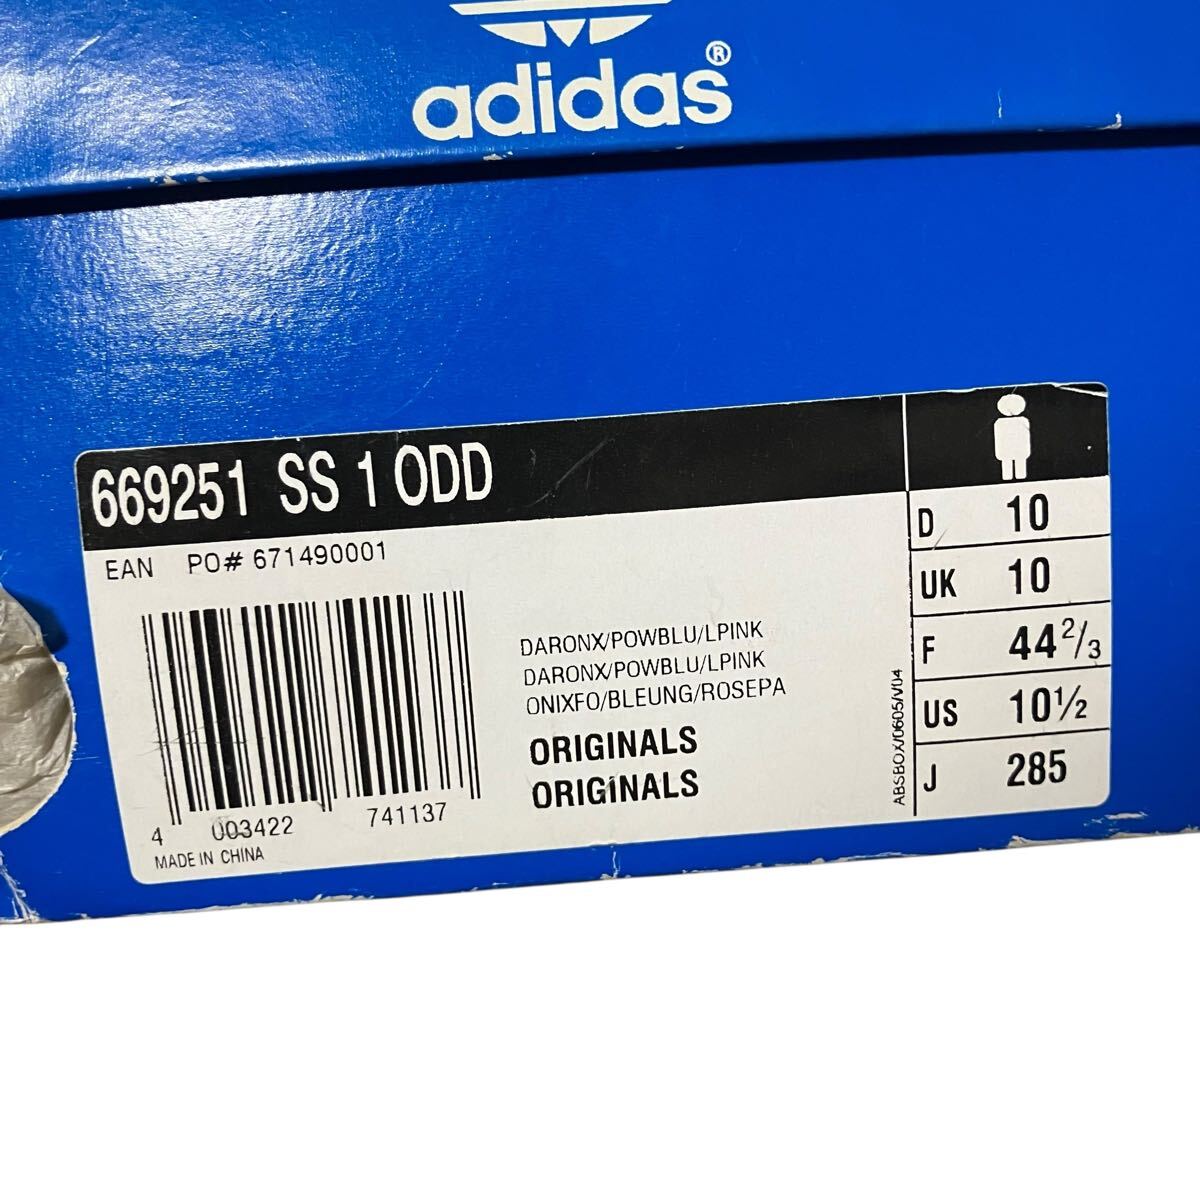 adidas®
669251 SS 1 ODD
EAN PO# 671490001
DARONX/POWBLU/LPINK
DARONX/POWBLU/LPINK
ONIXFO/BLEUNG/ROSEPA
ORIGINALS
ORIGINALS
4 003422 741137
MADE IN CHINA
ABSBOX/0605/V04
D 10
UK 10
F 44 2/3
US 10½
J 285